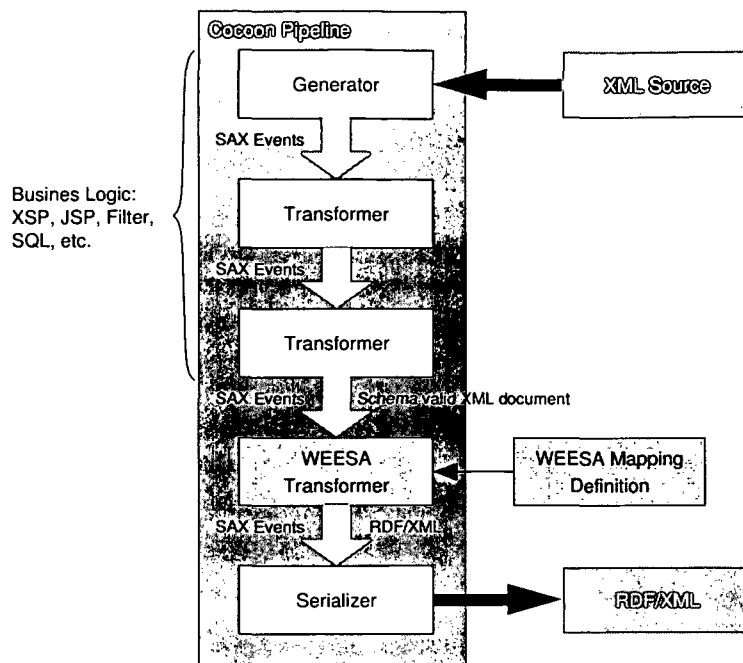 Cocoon Pipeline
Generator
XML Source
SAX Events
Busines Logic:
XSP, JSP, Filter,
SQL, etc.
Transformer
SAX Events
Transformer
SAX Events
Schema valid XML document
WEESA
Transformer
WEESA Mapping
Definition
SAX Events
RDF/XML
Serializer
RDF/XML